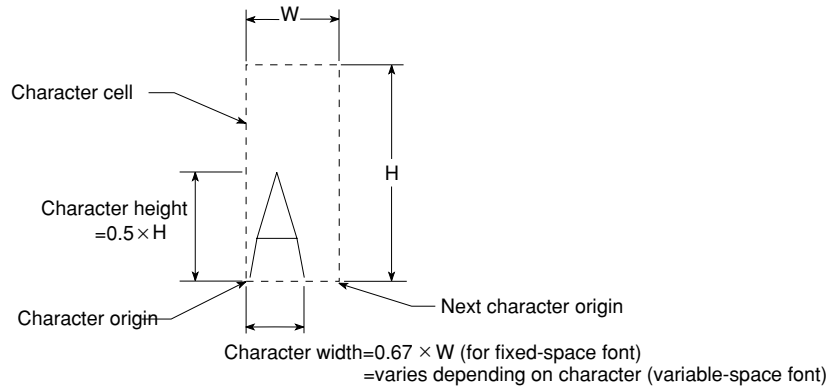 W
Character cell
H
Character height
=0.5×H
Character origin
Next character origin
Character width=0.67 × W (for fixed-space font)
=varies depending on character (variable-space font)